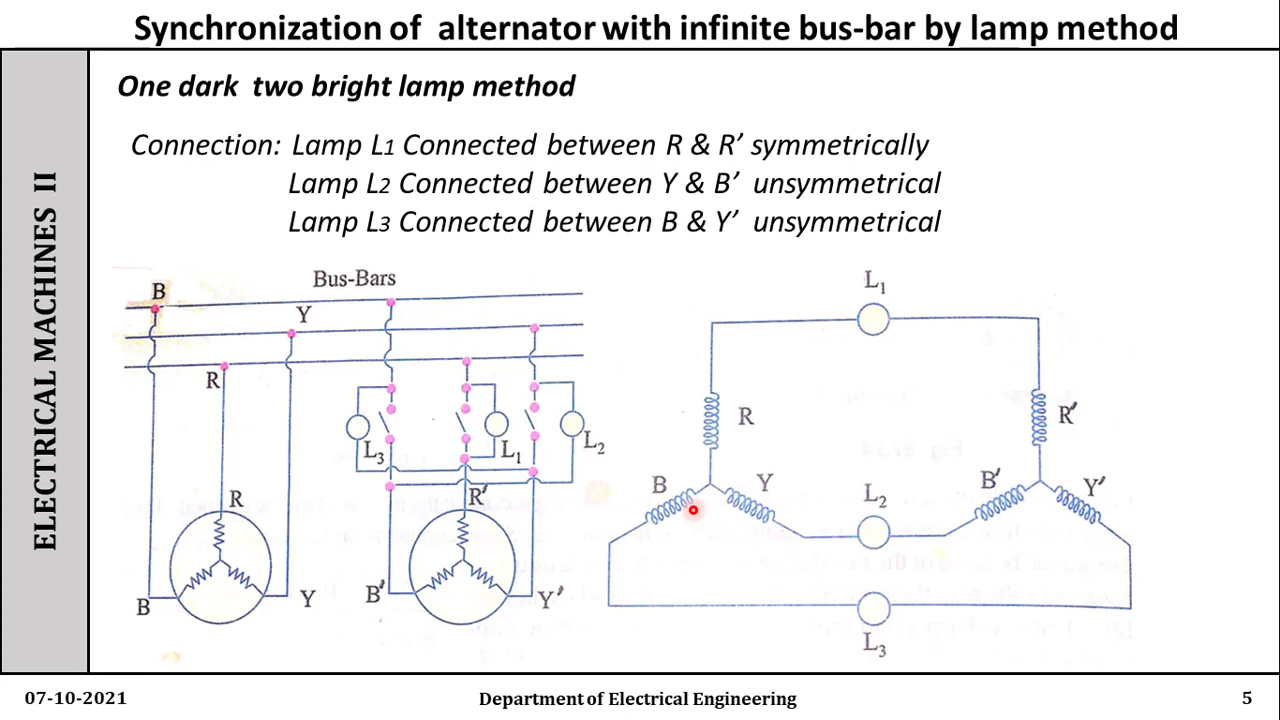 Synchronization of alternator with infinite bus-bar by lamp method
ELECTRICAL MACHINES II
One dark two bright lamp method
Connection: Lamp L1 Connected between R & R’ symmetrically
Lamp L2 Connected between Y & B’ unsymmetrical
Lamp L3 Connected between B & Y’ unsymmetrical
B
Bus-Bars
Y
R
L3
L1
L2
R
R'
B
Y
B'
Y'
L1
R
R'
B
Y
L2
B'
Y'
L3
07-10-2021
Department of Electrical Engineering
5